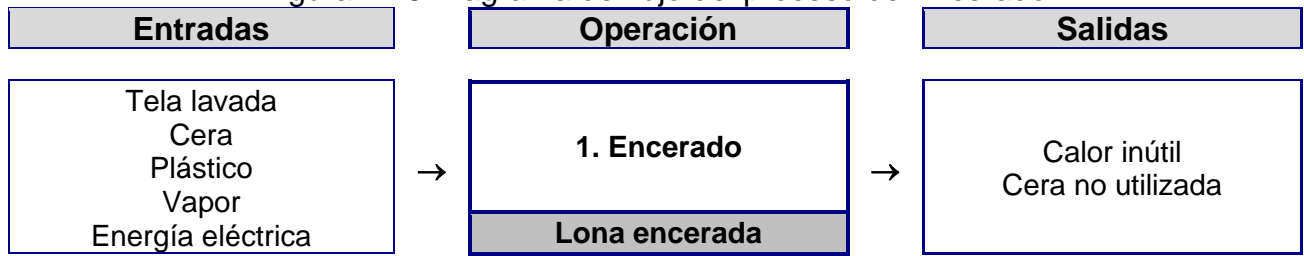 Entradas
Operación
Salidas
Tela lavada
Cera
Plástico
Vapor
Energía eléctrica
→
1. Encerado
Lona encerada
→
Calor inútil
Cera no utilizada